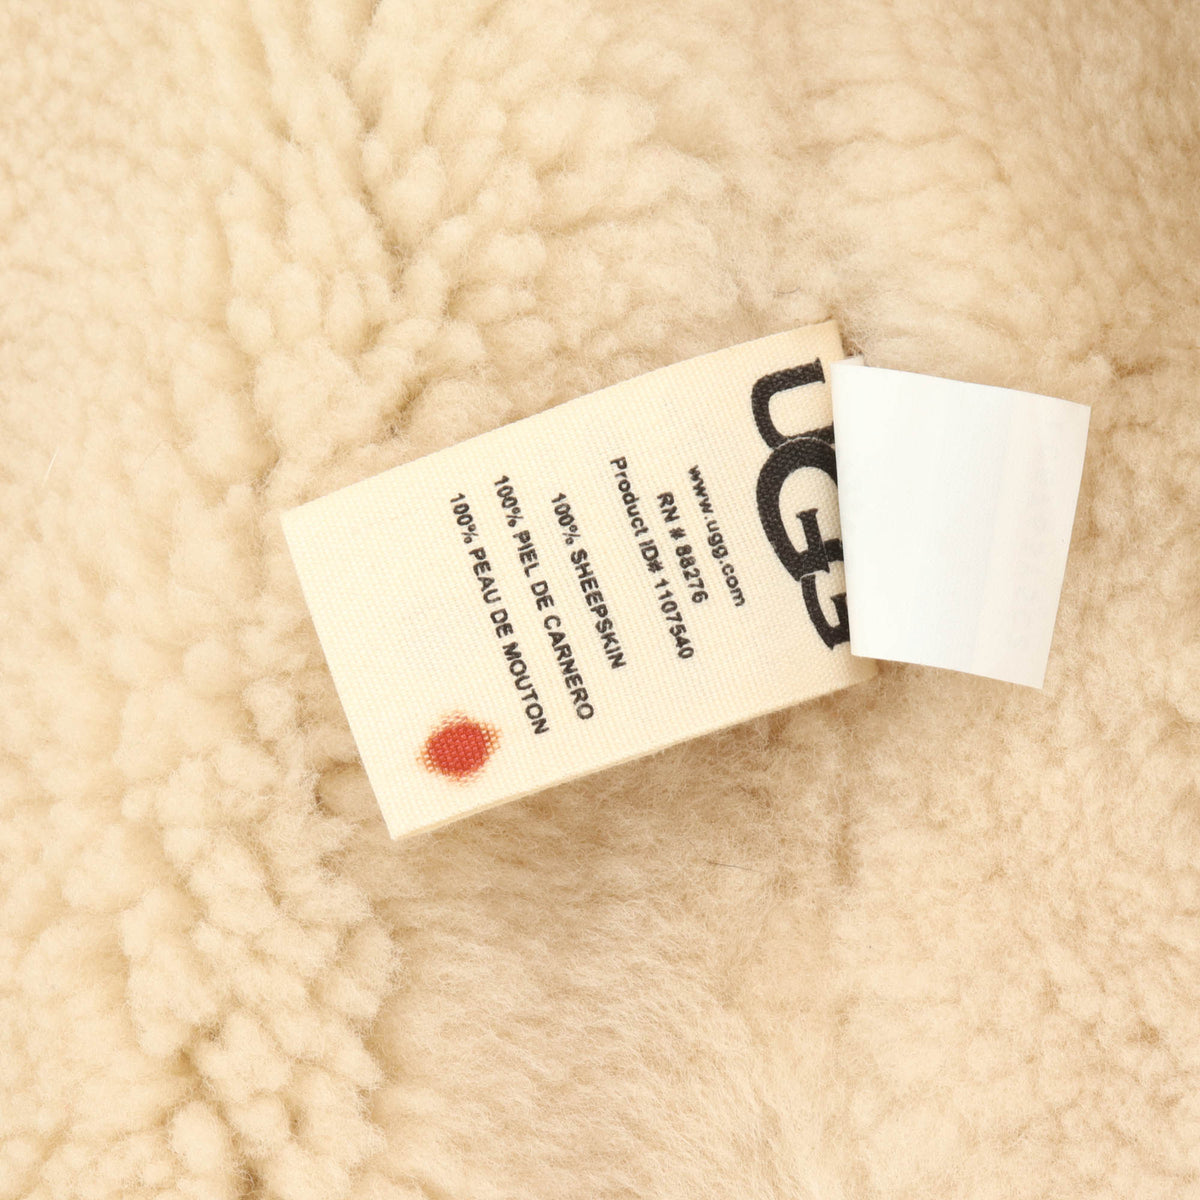 UGG
www.ugg.com
RN # 88276
Product ID# 1107540
100% SHEEPSKIN
100% PIEL DE CARNERO
100% PEAU DE MOUTON